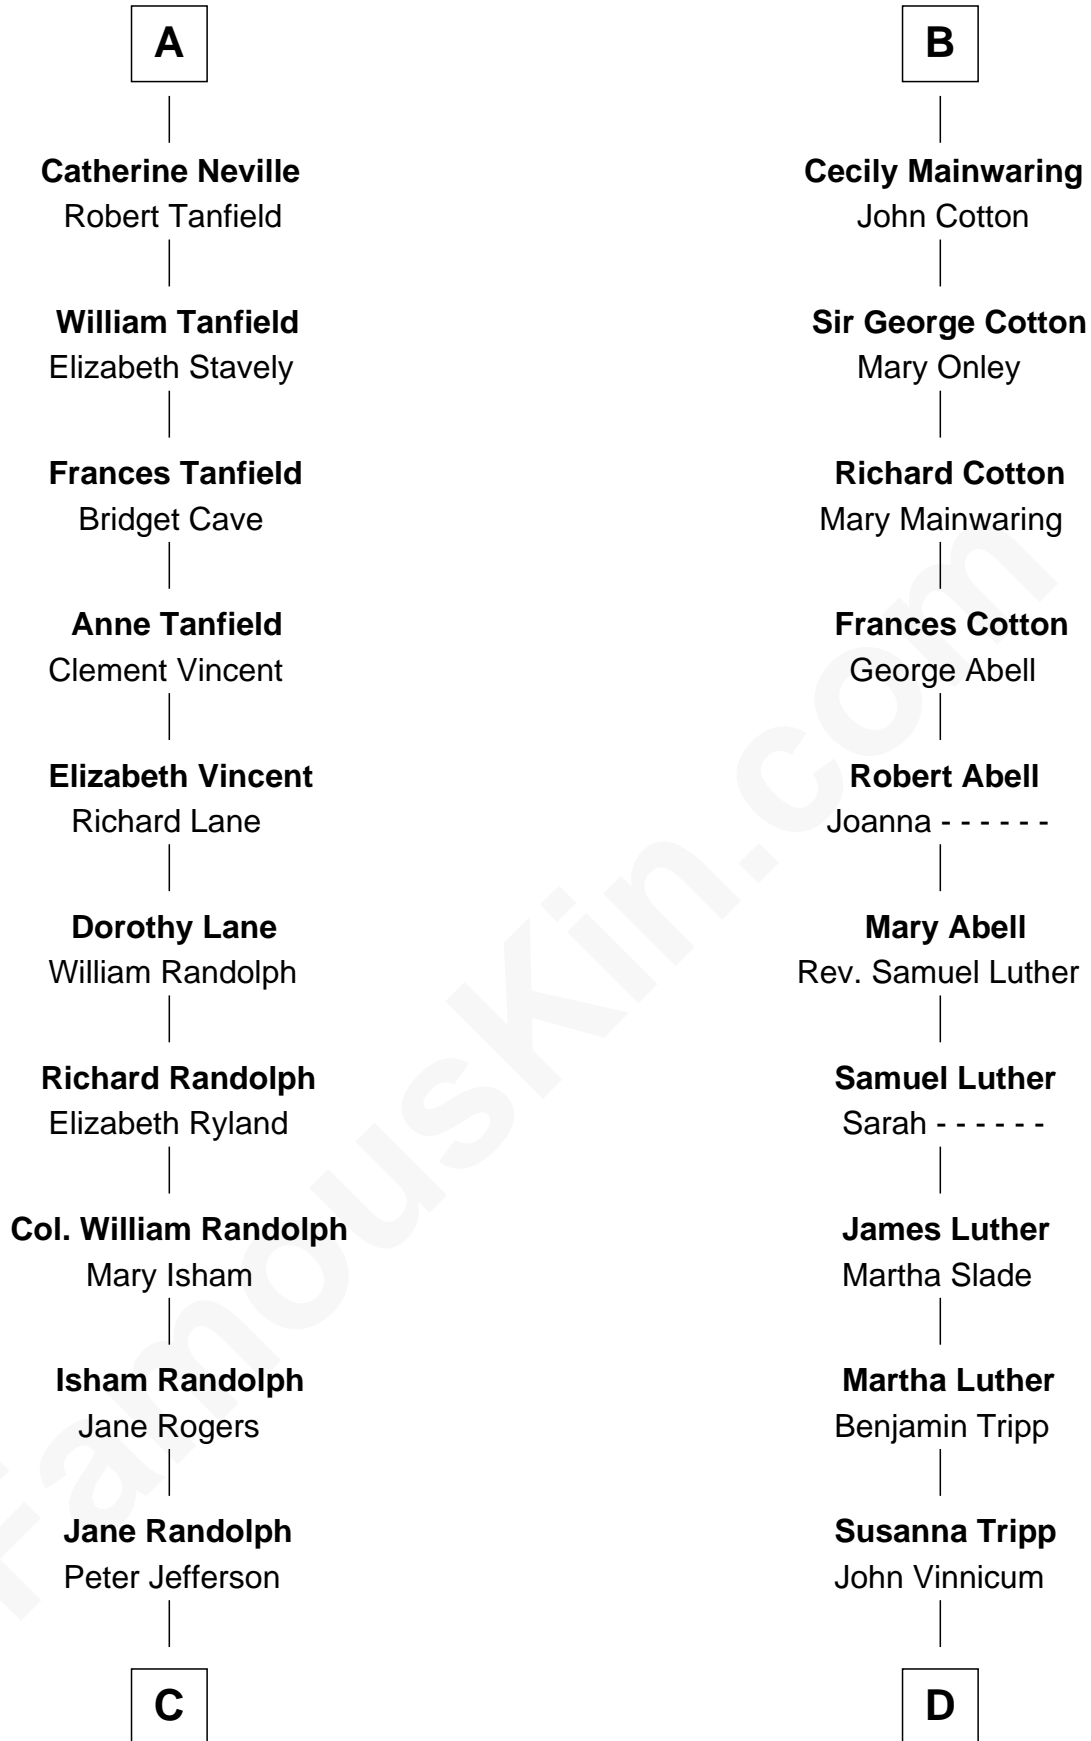 A
Catherine Neville
Robert Tanfield
William Tanfield
Elizabeth Stavely
Frances Tanfield
Bridget Cave
Anne Tanfield
Clement Vincent
Elizabeth Vincent
Richard Lane
Dorothy Lane
William Randolph
Richard Randolph
Elizabeth Ryland
Col. William Randolph
Mary Isham
Isham Randolph
Jane Rogers
Jane Randolph
Peter Jefferson
C
B
Cecily Mainwaring
John Cotton
Sir George Cotton
Mary Onley
Richard Cotton
Mary Mainwaring
Frances Cotton
George Abell
Robert Abell
Joanna - - - - - -
Mary Abell
Rev. Samuel Luther
Samuel Luther
Sarah - - - - - -
James Luther
Martha Slade
Martha Luther
Benjamin Tripp
Susanna Tripp
John Vinnicum
D
FamousKin.com